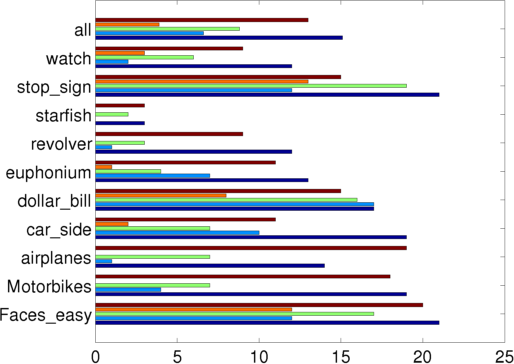 all
watch
stop_sign
starfish
revolver
euphonium
dollar_bill
car_side
airplanes
Motorbikes
Faces_easy
0 5 10 15 20 25